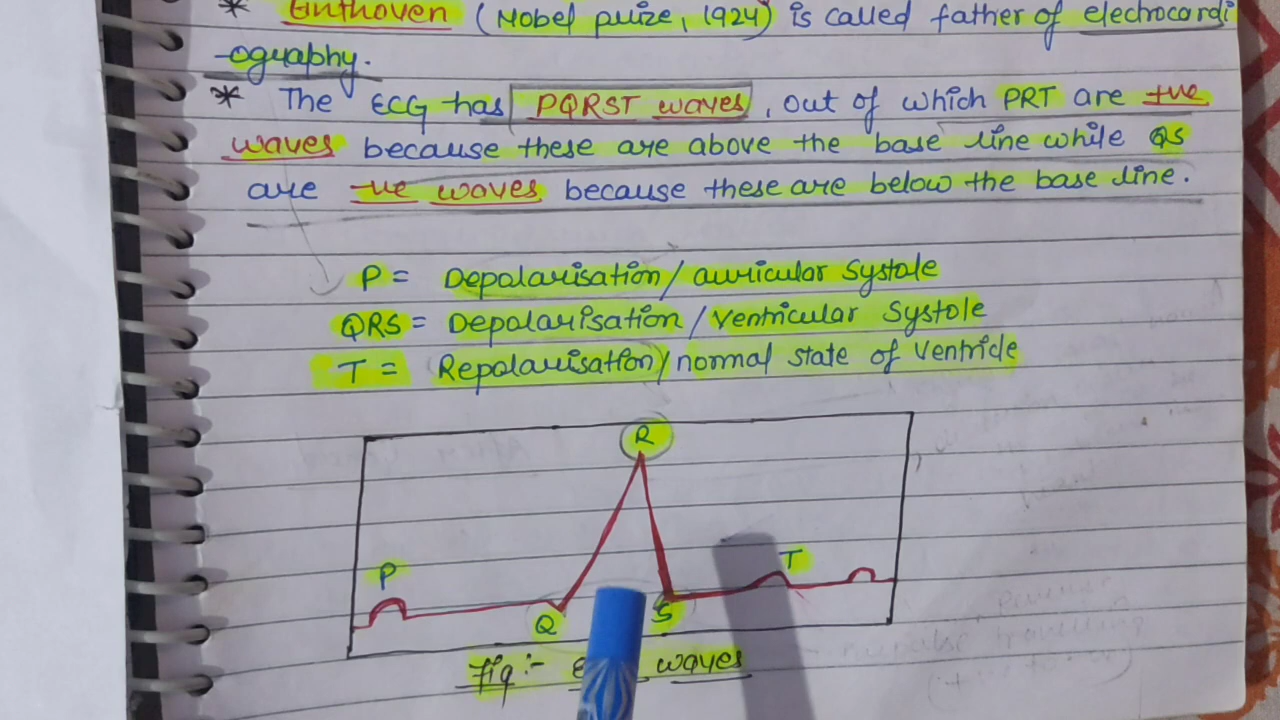 * Einthoven (Nobel prize, 1924) is called father of electrocardi
-ography.
* The ECG has PQRST waves, out of which PRT are +ve
waves because these are above the base line while QS
are -ve waves because these are below the base line.
P = Depolarisation/ auricular Systole
QRS = Depolarisation / Ventricular Systole
T = Repolarisation/normal state of Ventricle
R
P
T
Q
S
fig :- waves